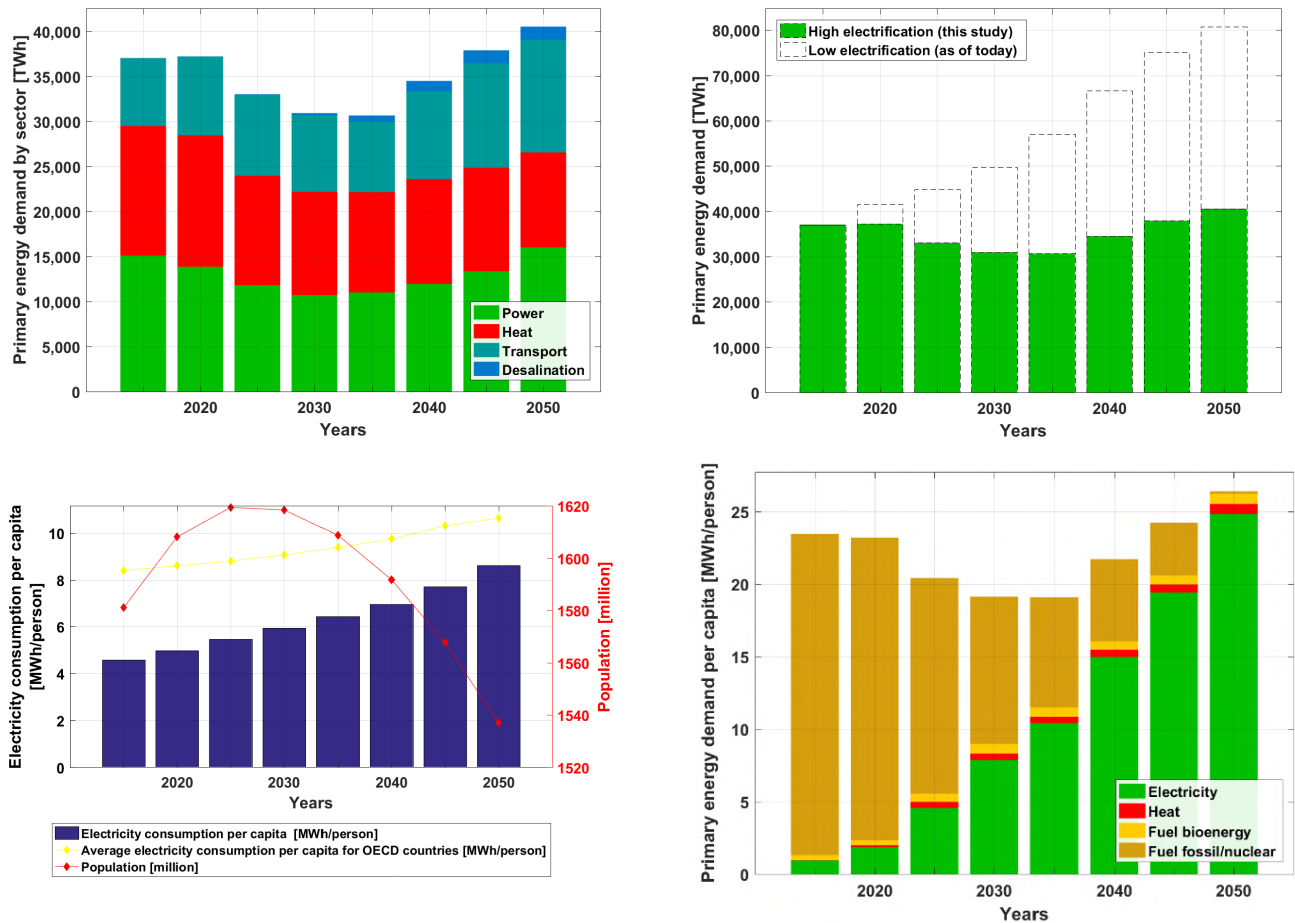 Primary energy demand by sector [TWh]
40,000
35,000
30,000
25,000
20,000
15,000
10,000
5,000
0
Power
Heat
Transport
Desalination
2020
2030
2040
2050
Years
Primary energy demand [TWh]
80,000
70,000
60,000
50,000
40,000
30,000
20,000
10,000
0
High electrification (this study)
Low electrification (as of today)
2020
2030
2040
2050
Years
Electricity consumption per capita
[MWh/person]
10
8
6
4
2
0
1620
1600
1580
1560
1540
1520
Population [million]
2020
2030
2040
2050
Years
Electricity consumption per capita [MWh/person]
Average electricity consumption per capita for OECD countries [MWh/person]
Population [million]
Primary energy demand per capita [MWh/person]
25
20
15
10
5
0
Electricity
Heat
Fuel bioenergy
Fuel fossil/nuclear
2020
2030
2040
2050
Years